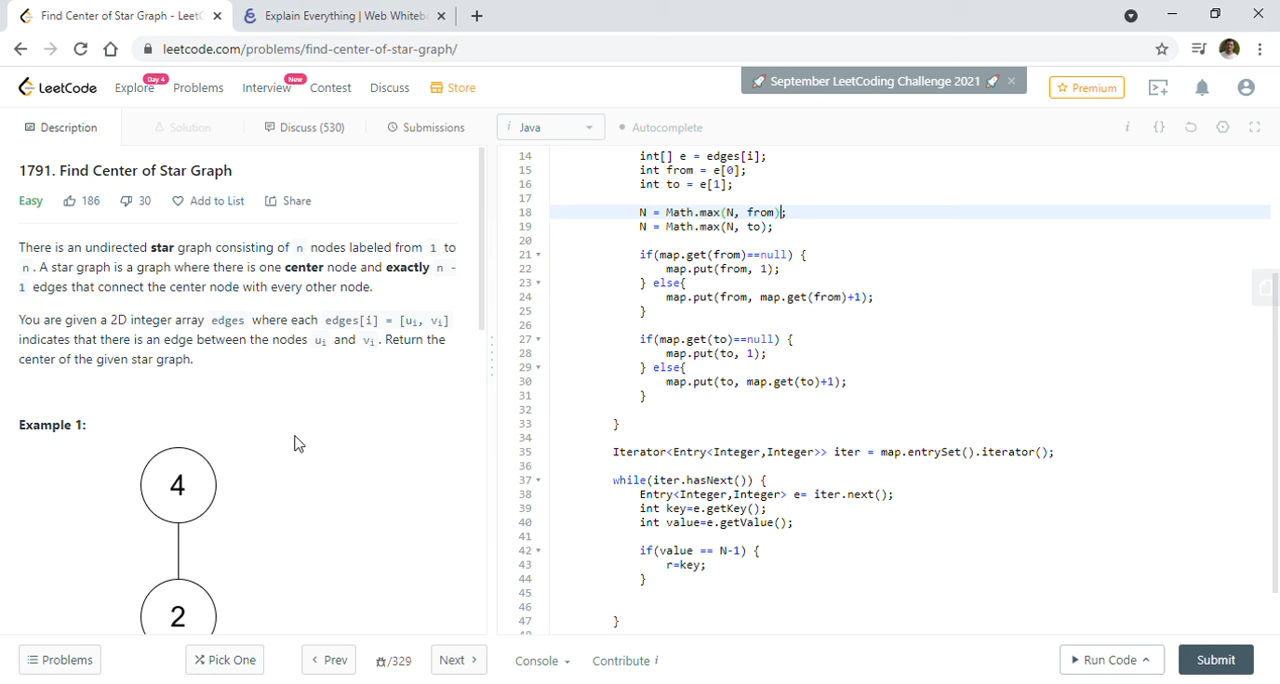 Find Center of Star Graph - LeetC
Explain Everything | Web Whitebo
leetcode.com/problems/find-center-of-star-graph/
LeetCode
Explore
Day 4
Problems
Interview
New
Contest
Discuss
Store
September LeetCoding Challenge 2021
Premium
Description
Solution
Discuss (530)
Submissions
i Java
Autocomplete
1791. Find Center of Star Graph
Easy
186
30
Add to List
Share
There is an undirected star graph consisting of n nodes labeled from 1 to
n. A star graph is a graph where there is one center node and exactly n -
1 edges that connect the center node with every other node.
You are given a 2D integer array edges where each edges[i] = [ui, vi]
indicates that there is an edge between the nodes ui and vi. Return the
center of the given star graph.
Example 1:
4
2
14 int[] e = edges[i];
15 int from = e[0];
16 int to = e[1];
17
18 N = Math.max(N, from);
19 N = Math.max(N, to);
20
21 if(map.get(from)==null) {
22 map.put(from, 1);
23 } else{
24 map.put(from, map.get(from)+1);
25 }
26
27 if(map.get(to)==null) {
28 map.put(to, 1);
29 } else{
30 map.put(to, map.get(to)+1);
31 }
32
33 }
34
35 Iterator<Entry<Integer,Integer>> iter = map.entrySet().iterator();
36
37 while(iter.hasNext()) {
38 Entry<Integer,Integer> e= iter.next();
39 int key=e.getKey();
40 int value=e.getValue();
41
42 if(value == N-1) {
43 r=key;
44 }
45
46
47 }
Problems
Pick One
Prev
/329
Next
Console
Contribute i
Run Code
Submit